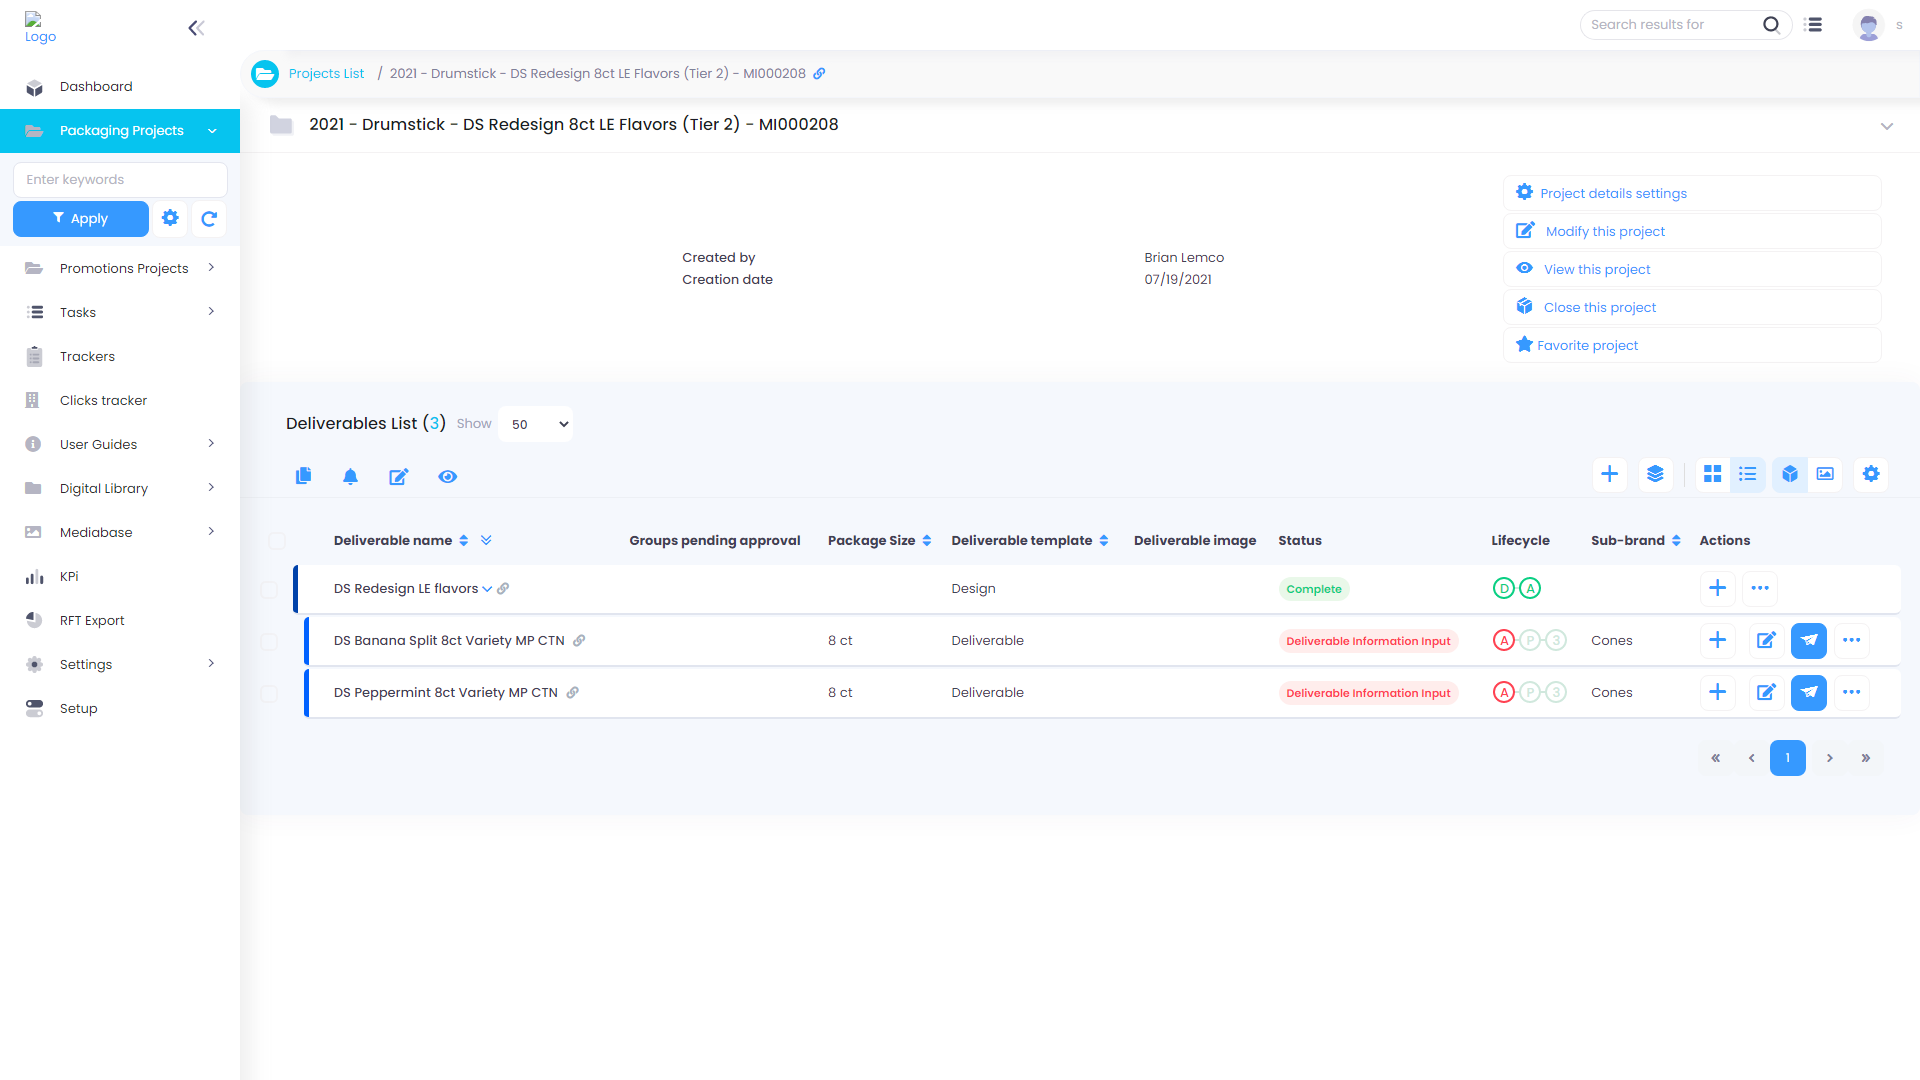 Logo
Search results for
s
Dashboard
Packaging Projects
Enter keywords
Apply
Promotions Projects
Tasks
Trackers
Clicks tracker
User Guides
Digital Library
Mediabase
KPi
RFT Export
Settings
Setup
Projects List / 2021 - Drumstick - DS Redesign 8ct LE Flavors (Tier 2) - MI000208
2021 - Drumstick - DS Redesign 8ct LE Flavors (Tier 2) - MI000208
Created by Brian Lemco
Creation date 07/19/2021
Project details settings
Modify this project
View this project
Close this project
Favorite project
Deliverables List (3) Show 50
Deliverable name Groups pending approval Package Size Deliverable template Deliverable image Status Lifecycle Sub-brand Actions
DS Redesign LE flavors Design Complete D A
DS Banana Split 8ct Variety MP CTN 8 ct Deliverable Deliverable Information Input A P 3 Cones
DS Peppermint 8ct Variety MP CTN 8 ct Deliverable Deliverable Information Input A P 3 Cones
« ‹ 1 › »